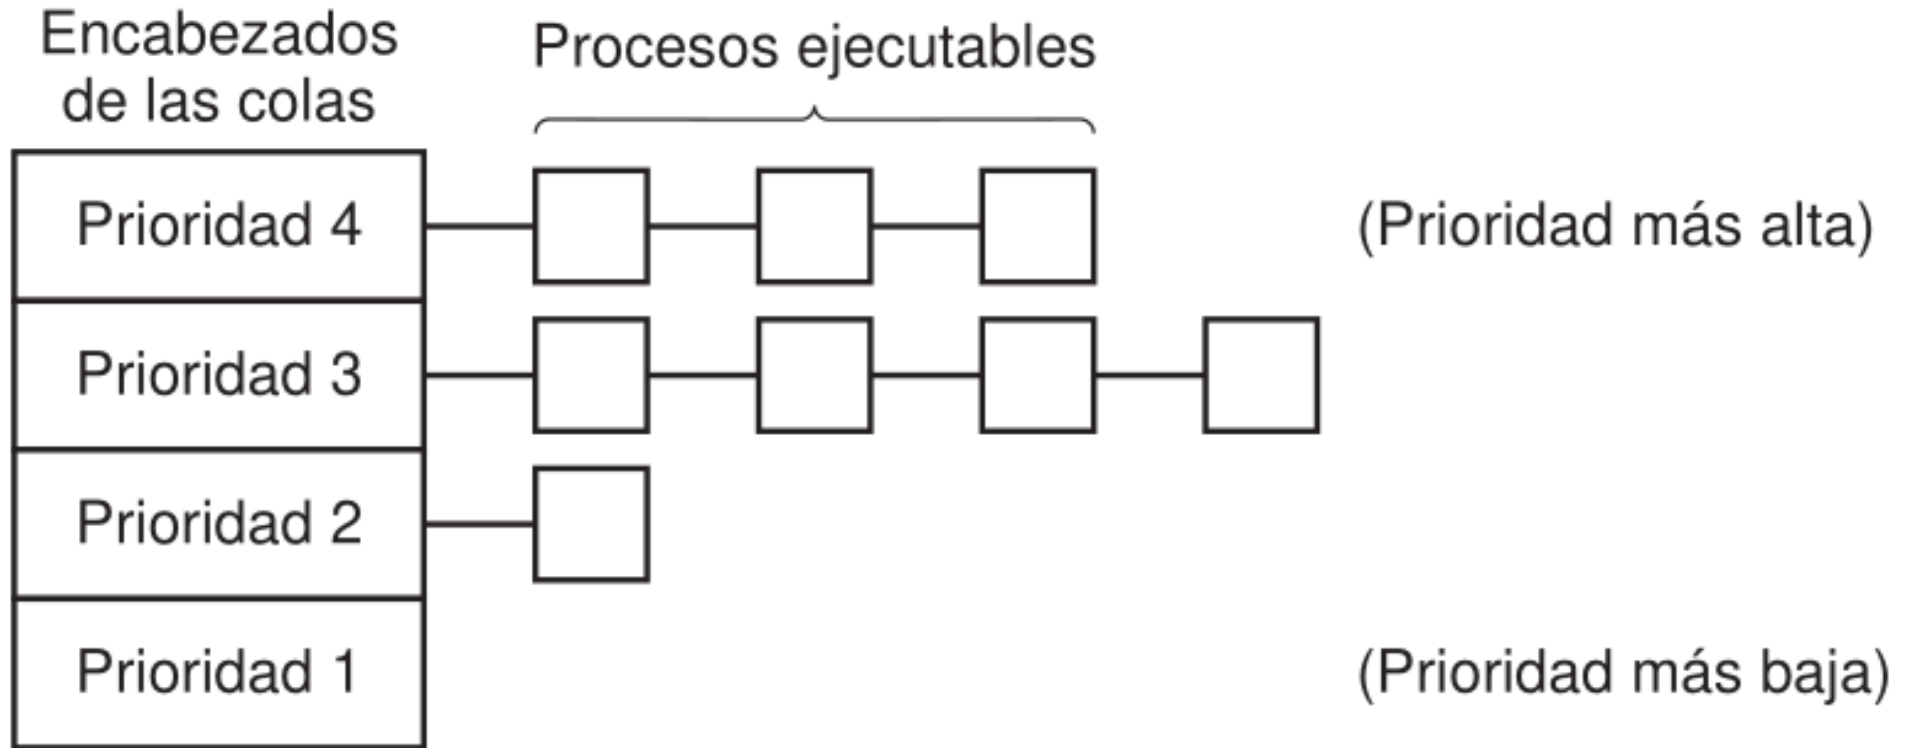 Encabezados
de las colas
Procesos ejecutables
Prioridad 4
(Prioridad más alta)
Prioridad 3
Prioridad 2
Prioridad 1
(Prioridad más baja)